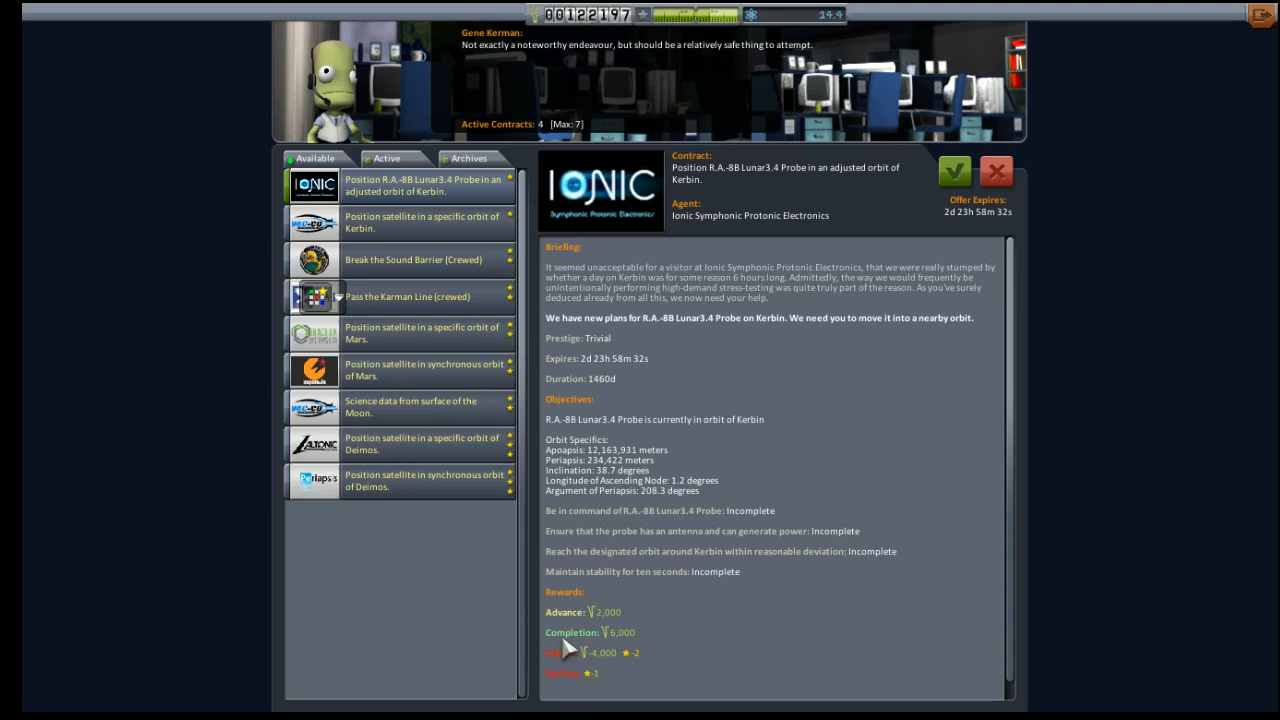 00122197
14.4
Gene Kerman:
Not exactly a noteworthy endeavour, but should be a relatively safe thing to attempt.
Active Contracts: 4 [Max: 7]
Available
Active
Archives
IONIC
Position R.A.-8B Lunar3.4 Probe in an
adjusted orbit of Kerbin.
Position satellite in a specific orbit of
Kerbin.
Break the Sound Barrier (Crewed)
Pass the Karman Line (crewed)
Position satellite in a specific orbit of
Mars.
Position satellite in synchronous orbit
of Mars.
Science data from surface of the
Moon.
Position satellite in a specific orbit of
Deimos.
Periapsis
Position satellite in synchronous orbit
of Deimos.
IONIC
Symphonic Protonic Electronics
Contract:
Position R.A.-8B Lunar3.4 Probe in an adjusted orbit of
Kerbin.
Agent:
Ionic Symphonic Protonic Electronics
Offer Expires:
2d 23h 58m 32s
Briefing:
It seemed unacceptable for a visitor at Ionic Symphonic Protonic Electronics, that we were really stumped by
whether a day on Kerbin was for some reason 6 hours long. Admittedly, the way we would frequently be
unintentionally performing high-demand stress-testing was quite truly part of the reason. As you've surely
deduced already from all this, we now need your help.
We have new plans for R.A.-8B Lunar3.4 Probe on Kerbin. We need you to move it into a nearby orbit.
Prestige: Trivial
Expires: 2d 23h 58m 32s
Duration: 1460d
Objectives:
R.A.-8B Lunar3.4 Probe is currently in orbit of Kerbin
Orbit Specifics:
Apoapsis: 12,163,931 meters
Periapsis: 234,422 meters
Inclination: 38.7 degrees
Longitude of Ascending Node: 1.2 degrees
Argument of Periapsis: 208.3 degrees
Be in command of R.A.-8B Lunar3.4 Probe: Incomplete
Ensure that the probe has an antenna and can generate power: Incomplete
Reach the designated orbit around Kerbin within reasonable deviation: Incomplete
Maintain stability for ten seconds: Incomplete
Rewards:
Advance: 2,000
Completion: 6,000
-4,000 -2
-1